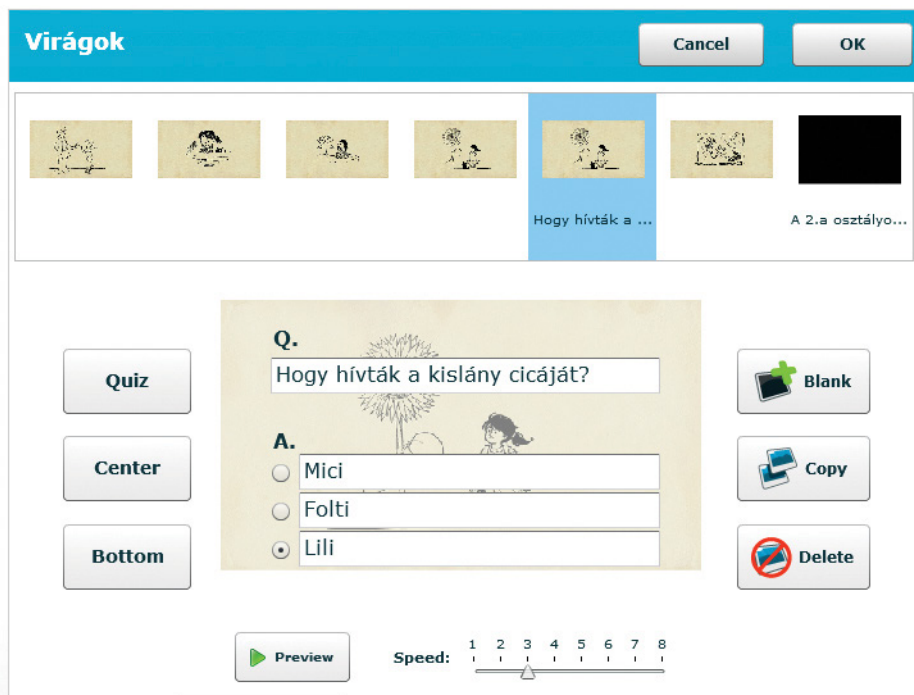 Virágok
Cancel
OK
Hogy hívták a ...
A 2.a osztályo...
Q.
Hogy hívták a kislány cicáját?
Quiz
Blank
A.
Mici
Center
Copy
Folti
Lili
Bottom
Delete
Preview
Speed:
1 2 3 4 5 6 7 8